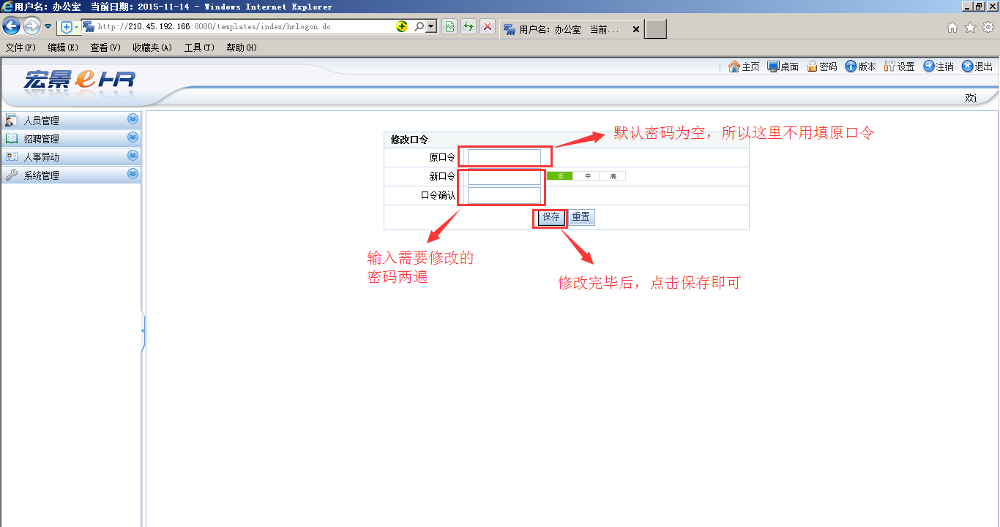 用户名: 办公室 当前日期: 2015-11-14 - Windows Internet Explorer
http://210.45.192.166:8080/templates/index/hrlogon.do
用户名: 办公室 当前...
文件(F) 编辑(E) 查看(V) 收藏夹(A) 工具(T) 帮助(H)
宏景eHR
主页 桌面 密码 版本 设置 注销 退出
欢i
人员管理
招聘管理
人事异动
系统管理
修改口令
默认密码为空，所以这里不用填原口令
原口令
新口令 低 中 高
口令确认
保存 重置
输入需要修改的
密码两遍
修改完毕后，点击保存即可